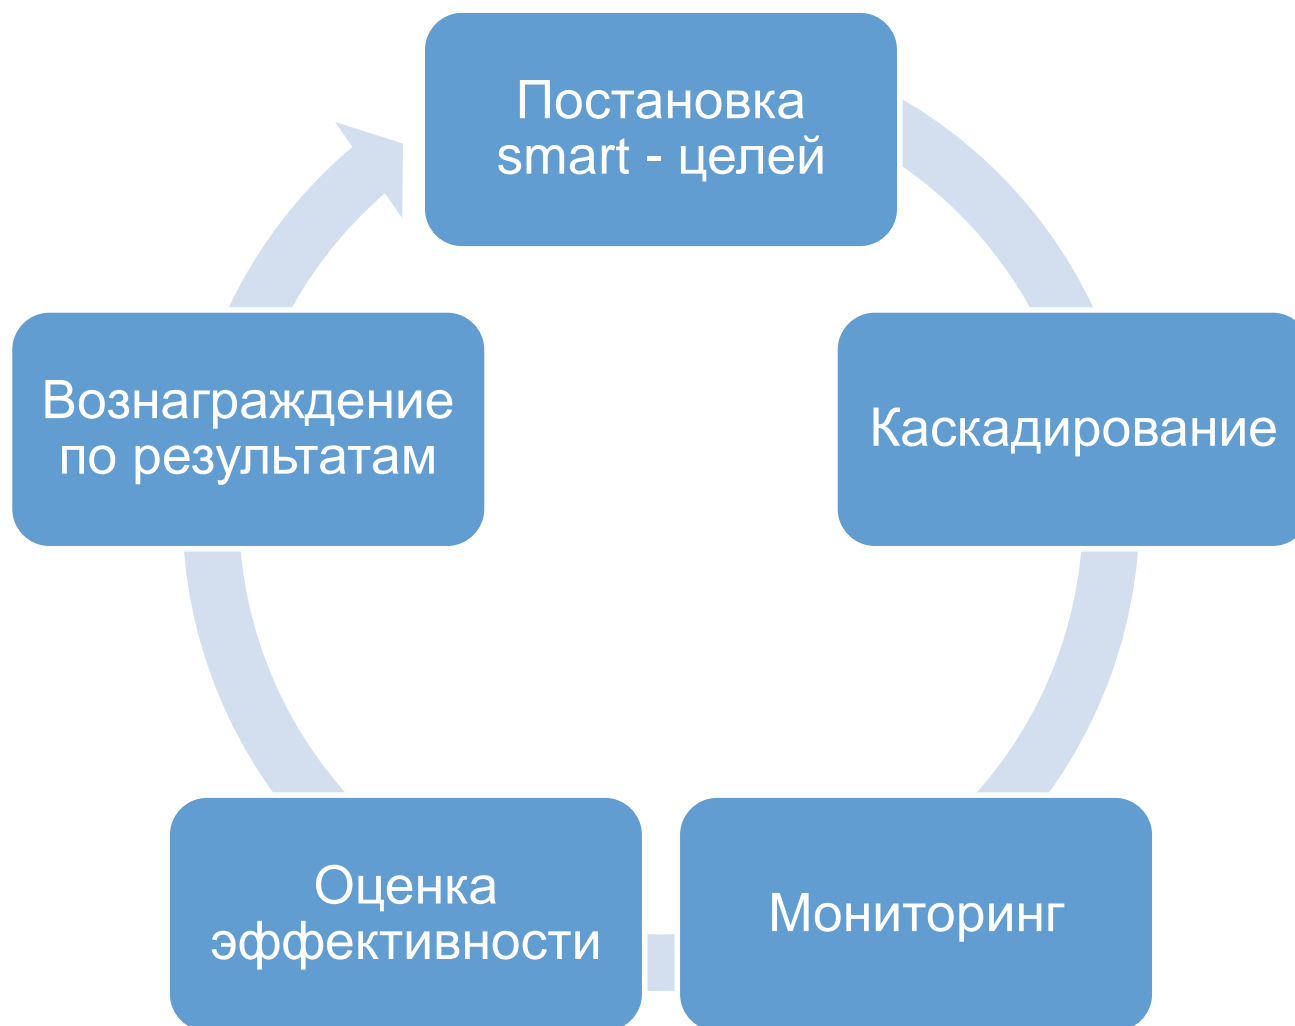 Постановка
smart - целей
Каскадирование
Мониторинг
Оценка
эффективности
Вознаграждение
по результатам